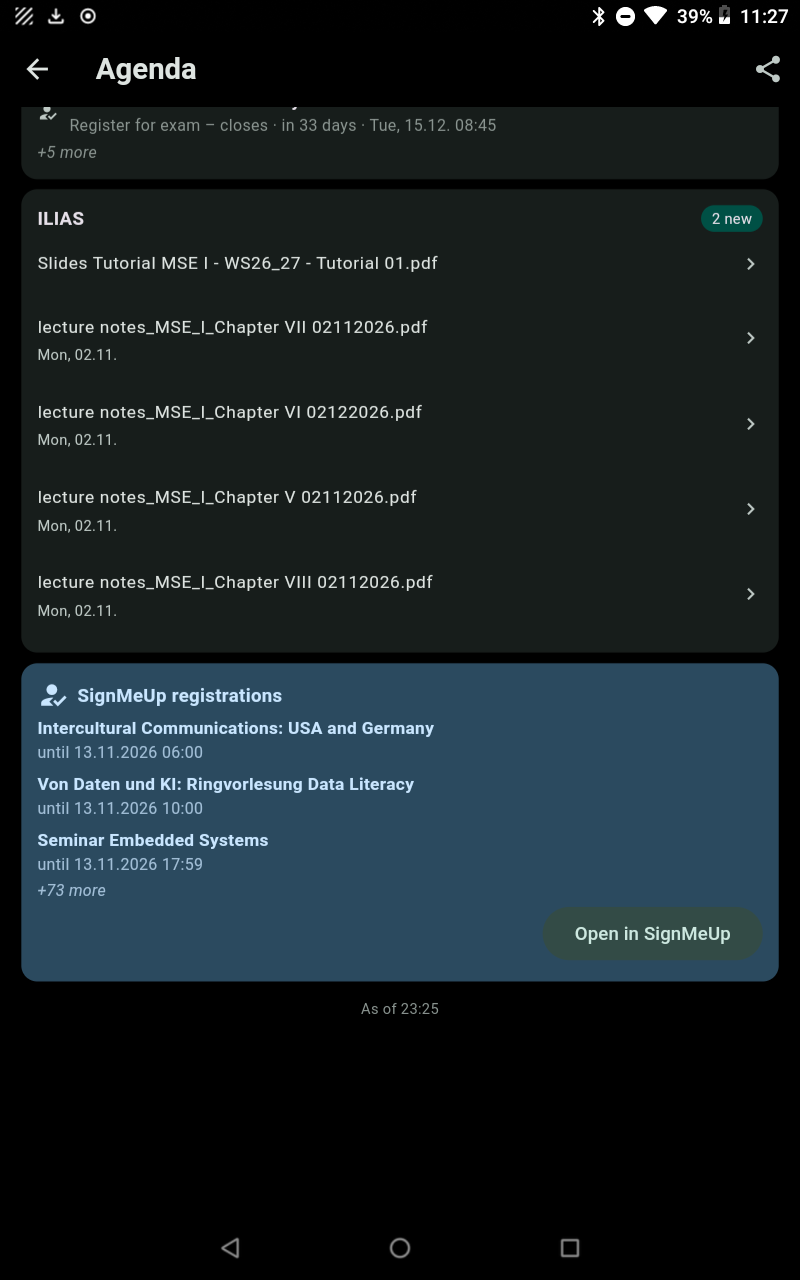 39% 11:27
Agenda
Register for exam – closes · in 33 days · Tue, 15.12. 08:45
+5 more
ILIAS
2 new
Slides Tutorial MSE I - WS26_27 - Tutorial 01.pdf
lecture notes_MSE_I_Chapter VII 02112026.pdf
Mon, 02.11.
lecture notes_MSE_I_Chapter VI 02122026.pdf
Mon, 02.11.
lecture notes_MSE_I_Chapter V 02112026.pdf
Mon, 02.11.
lecture notes_MSE_I_Chapter VIII 02112026.pdf
Mon, 02.11.
SignMeUp registrations
Intercultural Communications: USA and Germany
until 13.11.2026 06:00
Von Daten und KI: Ringvorlesung Data Literacy
until 13.11.2026 10:00
Seminar Embedded Systems
until 13.11.2026 17:59
+73 more
Open in SignMeUp
As of 23:25